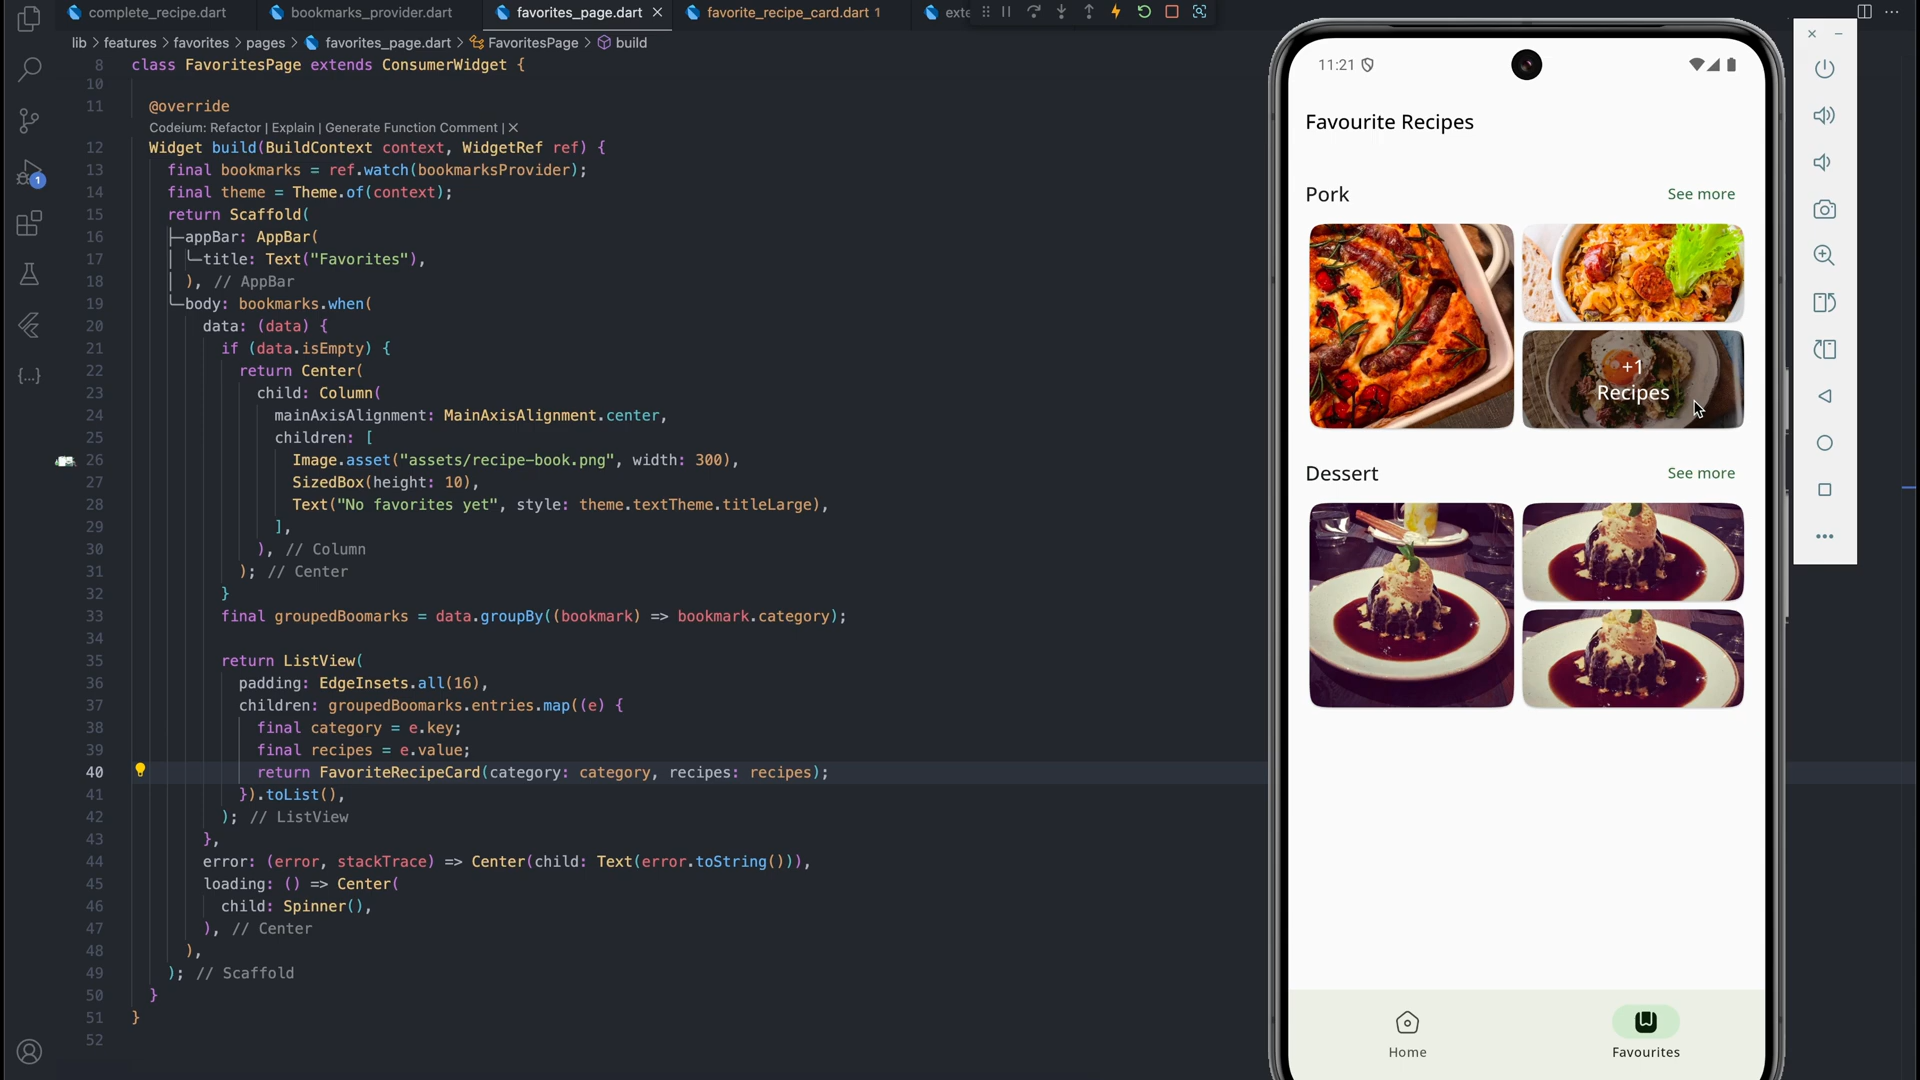 complete_recipe.dart
bookmarks_provider.dart
favorites_page.dart
favorite_recipe_card.dart 1
exte
lib > features > favorites > pages > favorites_page.dart > FavoritesPage > build
8 class FavoritesPage extends ConsumerWidget {
10
11 @override
Codeium: Refactor | Explain | Generate Function Comment | X
12 Widget build(BuildContext context, WidgetRef ref) {
13 final bookmarks = ref.watch(bookmarksProvider);
14 final theme = Theme.of(context);
15 return Scaffold(
16 appBar: AppBar(
17 title: Text("Favorites"),
18 ), // AppBar
19 body: bookmarks.when(
20 data: (data) {
21 if (data.isEmpty) {
22 return Center(
23 child: Column(
24 mainAxisAlignment: MainAxisAlignment.center,
25 children: [
26 Image.asset("assets/recipe-book.png", width: 300),
27 SizedBox(height: 10),
28 Text("No favorites yet", style: theme.textTheme.titleLarge),
29 ],
30 ), // Column
31 ); // Center
32 }
33 final groupedBoomarks = data.groupBy((bookmark) => bookmark.category);
34
35 return ListView(
36 padding: EdgeInsets.all(16),
37 children: groupedBoomarks.entries.map((e) {
38 final category = e.key;
39 final recipes = e.value;
40 return FavoriteRecipeCard(category: category, recipes: recipes);
41 }).toList(),
42 ); // ListView
43 },
44 error: (error, stackTrace) => Center(child: Text(error.toString())),
45 loading: () => Center(
46 child: Spinner(),
47 ), // Center
48 ),
49 ); // Scaffold
50 }
51 }
52
1
11:21
Favourite Recipes
Pork
See more
+1
Recipes
Dessert
See more
Home
Favourites